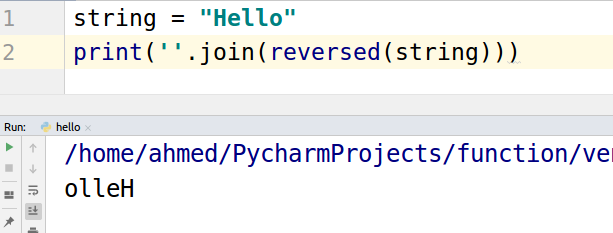 1 string = "Hello"
2 print(''.join(reversed(string)))
Run: hello
/home/ahmed/PycharmProjects/function/ve
olleH